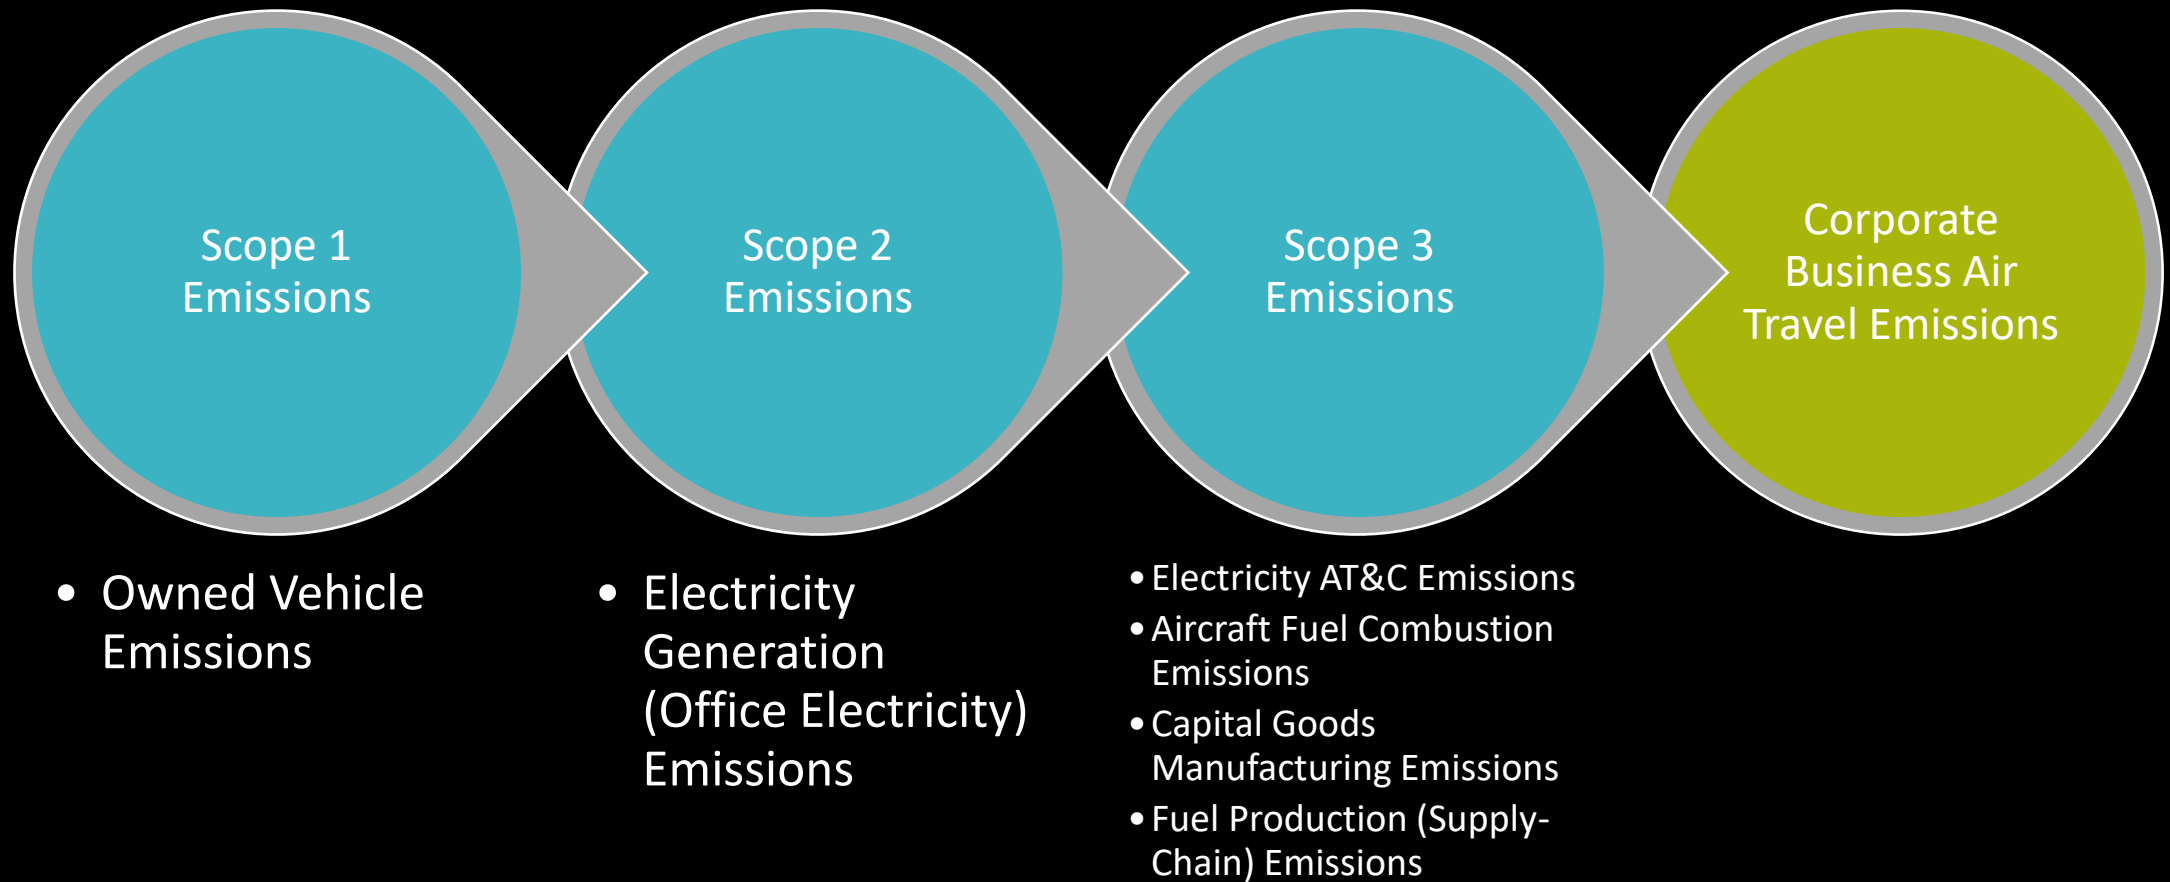 Scope 1
Emissions
Scope 2
Emissions
Scope 3
Emissions
Corporate
Business Air
Travel Emissions
• Owned Vehicle
Emissions
• Electricity
Generation
(Office Electricity)
Emissions
• Electricity AT&C Emissions
• Aircraft Fuel Combustion
Emissions
• Capital Goods
Manufacturing Emissions
• Fuel Production (Supply-
Chain) Emissions